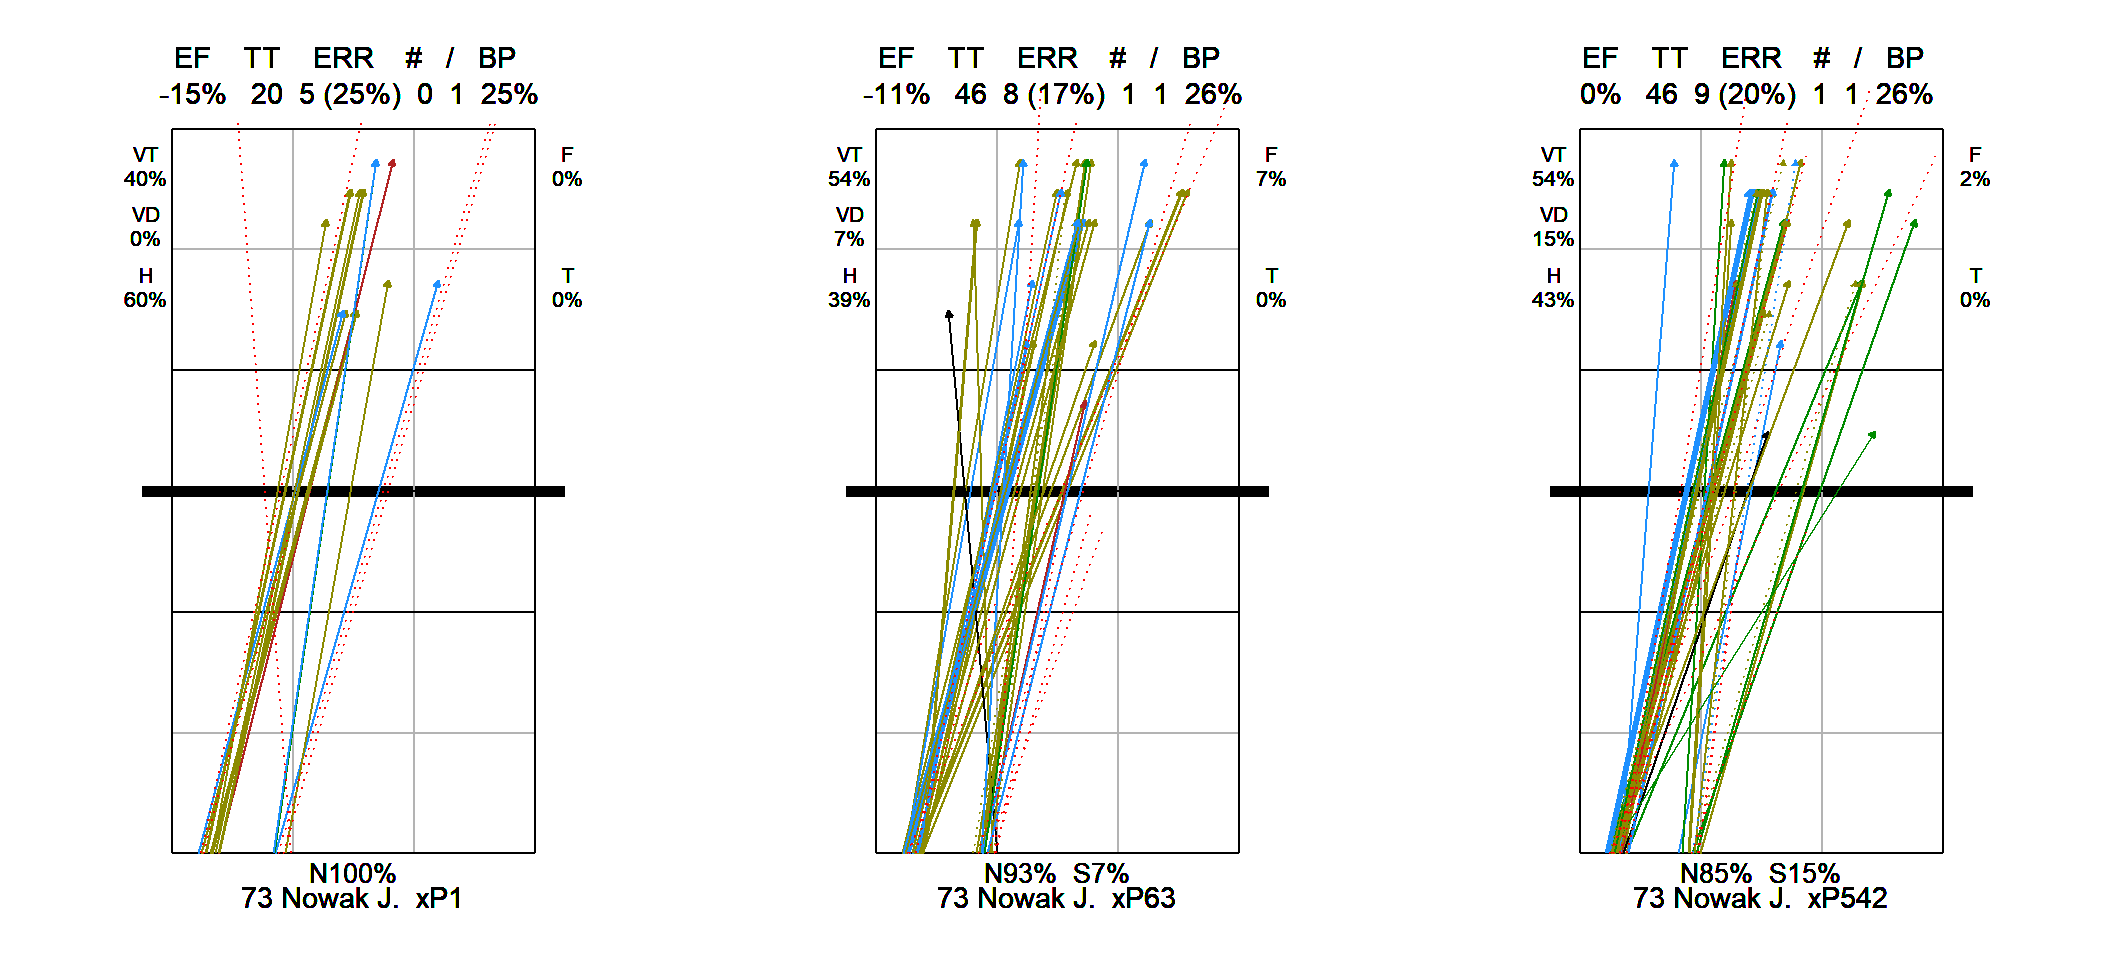 EF TT ERR # / BP
-15% 20 5 (25%) 0 1 25%
VT
40%
VD
0%
H
60%
F
0%
T
0%
N100%
73 Nowak J. xP1
EF TT ERR # / BP
-11% 46 8 (17%) 1 1 26%
VT
54%
VD
7%
H
39%
F
7%
T
0%
N93% S7%
73 Nowak J. xP63
EF TT ERR # / BP
0% 46 9 (20%) 1 1 26%
VT
54%
VD
15%
H
43%
F
2%
T
0%
N85% S15%
73 Nowak J. xP542